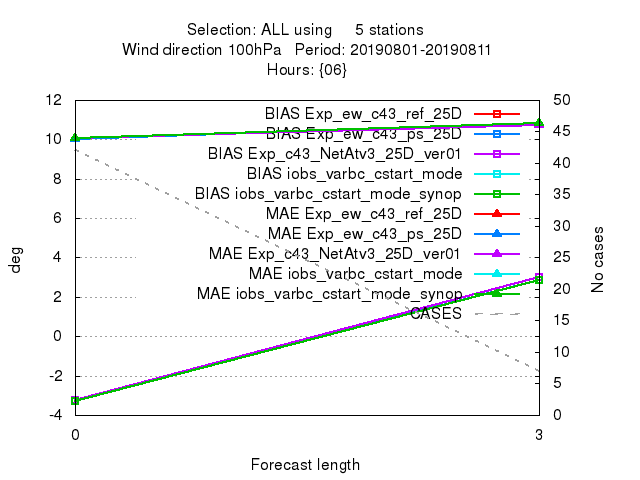 Selection: ALL using 5 stations
Wind direction 100hPa Period: 20190801-20190811
Hours: {06}
12 50
BIAS Exp_ew_c43_ref_25D
45
10 BIAS Exp_ew_c43_ps_25D
BIAS Exp_c43_NetAtv3_25D_ver01
40
8 BIAS iobs_varbc_cstart_mode
35
BIAS iobs_varbc_cstart_mode_synop
6 MAE Exp_ew_c43_ref_25D
30
MAE Exp_ew_c43_ps_25D
4 MAE Exp_c43_NetAtv3_25D_ver01
25
MAE iobs_varbc_cstart_mode
20
2 MAE iobs_varbc_cstart_mode_synop
CASES
15
0
10
-2
5
-4 0
deg
No cases
0 3
Forecast length